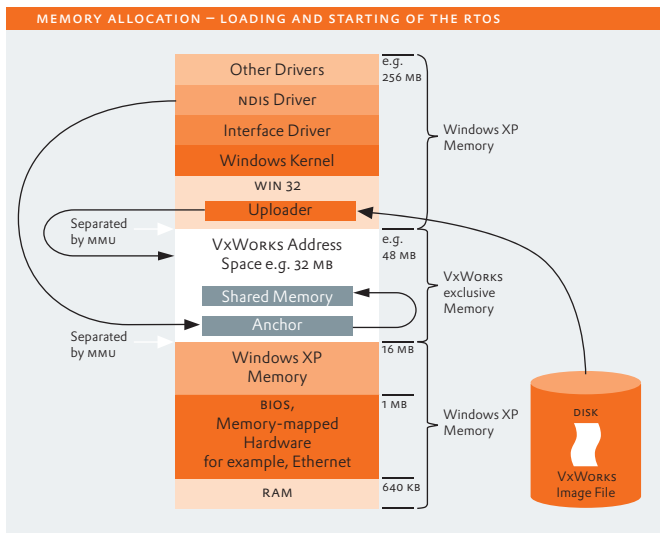 MEMORY ALLOCATION – LOADING AND STARTING OF THE RTOS
Other Drivers
NDIS Driver
Interface Driver
Windows Kernel
WIN 32
Uploader
VxWorks Address
Space e.g. 32 MB
Shared Memory
Anchor
Windows XP
Memory
BIOS,
Memory-mapped
Hardware
for example, Ethernet
RAM
Separated
by MMU
Separated
by MMU
e.g.
256 MB
e.g.
48 MB
16 MB
1 MB
640 KB
Windows XP
Memory
VxWorks
exclusive
Memory
Windows XP
Memory
DISK
VxWorks
Image File